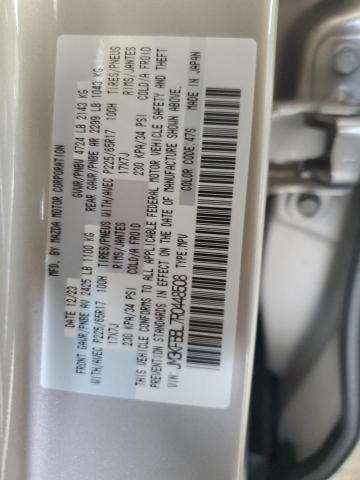 MFD. BY MAZDA MOTOR CORPORATION
DATE 12/23 GVWR/PNBV 4724 LB 2143 KG
FRONT GAWR/PNBE AV 2425 LB 1100 KG REAR GAWR/PNBE AR 2299 LB 1043 KG
WITH/AVEC P225/65R17 100H TIRES/PNEUS WITH/AVEC P225/65R17 100H TIRES/PNEUS
17X7J RIMS/JANTES 17X7J RIMS/JANTES
230 KPA/34 PSI COLD/A FROID 230 KPA/34 PSI COLD/A FROID
THIS VEHICLE CONFORMS TO ALL APPLICABLE FEDERAL MOTOR VEHICLE SAFETY AND THEFT
PREVENTION STANDARDS IN EFFECT ON THE DATE OF MANUFACTURE SHOWN ABOVE.
VIN: TYPE: MPV COLOR CODE: 47S MADE IN JAPAN